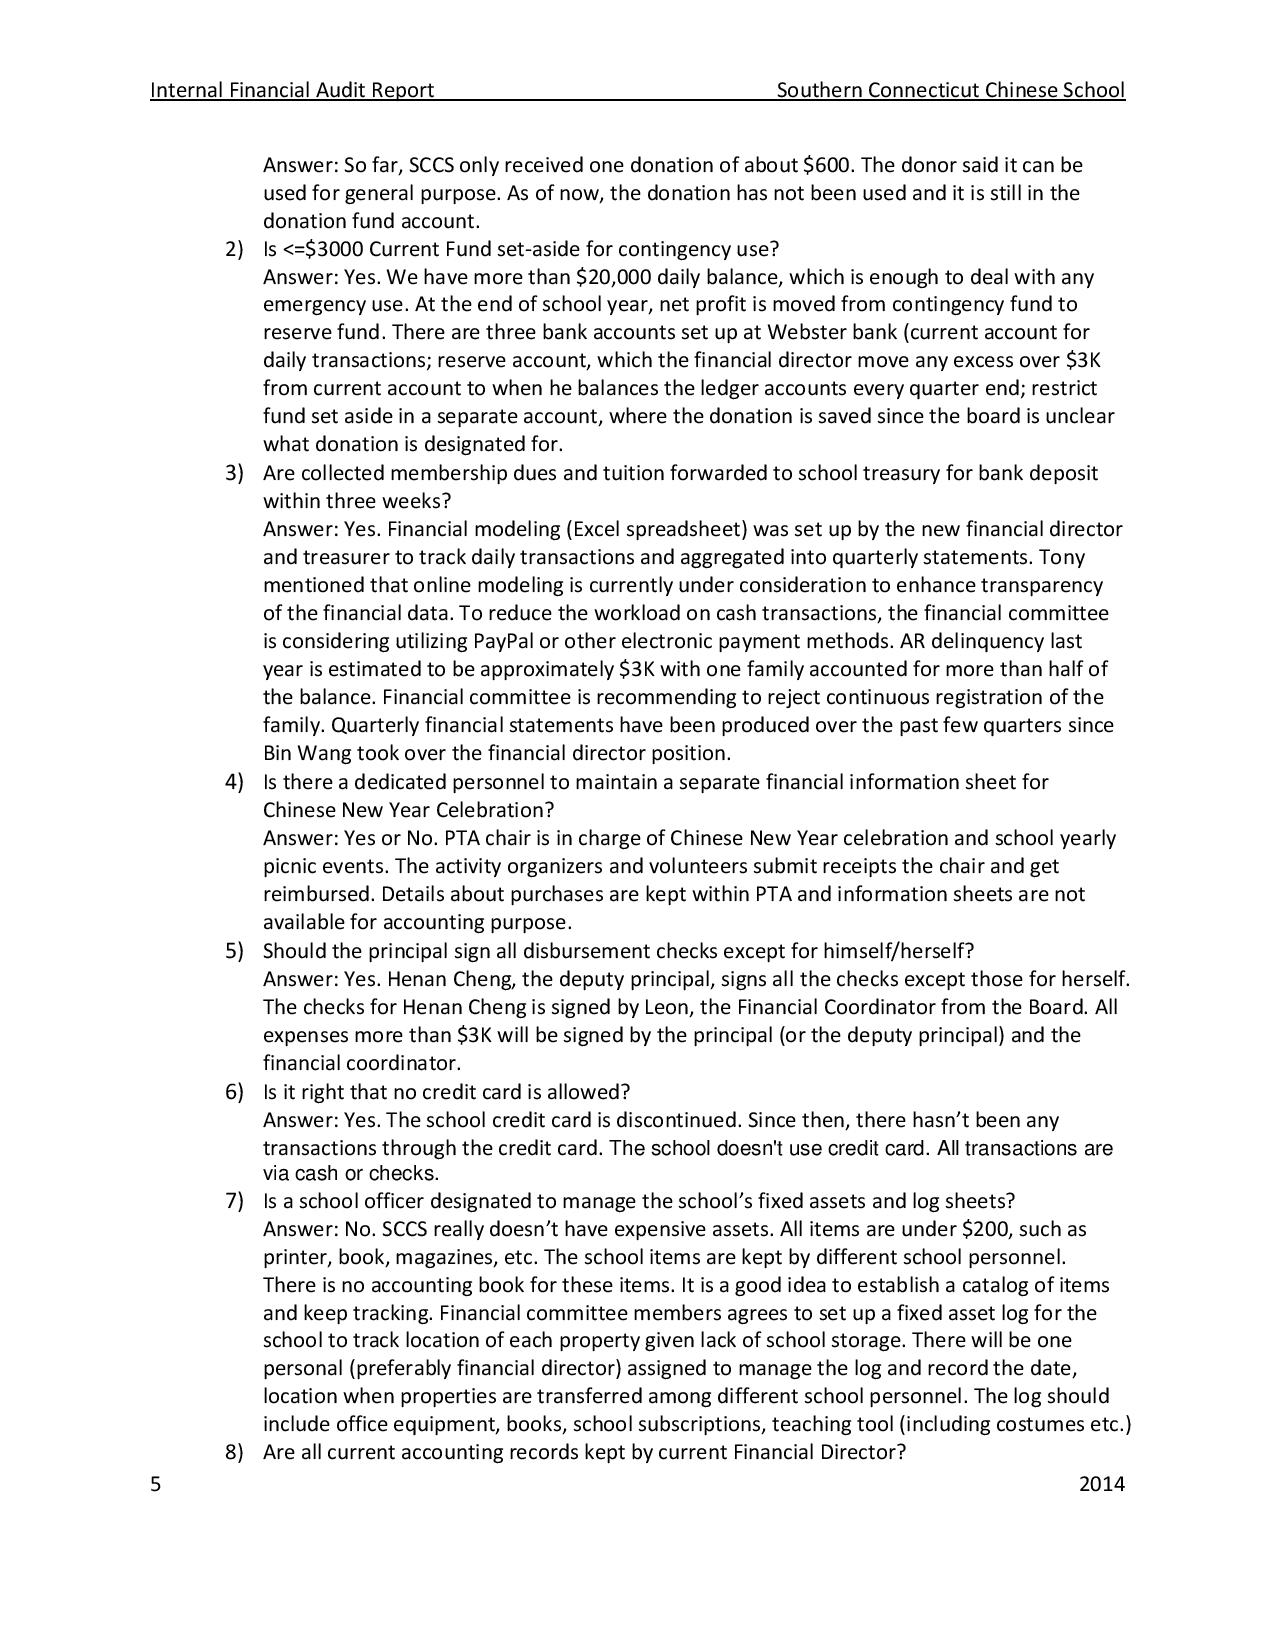 Internal Financial Audit Report Southern Connecticut Chinese School
Answer: So far, SCCS only received one donation of about $600. The donor said it can be
used for general purpose. As of now, the donation has not been used and it is still in the
donation fund account.
2) Is <=$3000 Current Fund set-aside for contingency use?
Answer: Yes. We have more than $20,000 daily balance, which is enough to deal with any
emergency use. At the end of school year, net profit is moved from contingency fund to
reserve fund. There are three bank accounts set up at Webster bank (current account for
daily transactions; reserve account, which the financial director move any excess over $3K
from current account to when he balances the ledger accounts every quarter end; restrict
fund set aside in a separate account, where the donation is saved since the board is unclear
what donation is designated for.
3) Are collected membership dues and tuition forwarded to school treasury for bank deposit
within three weeks?
Answer: Yes. Financial modeling (Excel spreadsheet) was set up by the new financial director
and treasurer to track daily transactions and aggregated into quarterly statements. Tony
mentioned that online modeling is currently under consideration to enhance transparency
of the financial data. To reduce the workload on cash transactions, the financial committee
is considering utilizing PayPal or other electronic payment methods. AR delinquency last
year is estimated to be approximately $3K with one family accounted for more than half of
the balance. Financial committee is recommending to reject continuous registration of the
family. Quarterly financial statements have been produced over the past few quarters since
Bin Wang took over the financial director position.
4) Is there a dedicated personnel to maintain a separate financial information sheet for
Chinese New Year Celebration?
Answer: Yes or No. PTA chair is in charge of Chinese New Year celebration and school yearly
picnic events. The activity organizers and volunteers submit receipts the chair and get
reimbursed. Details about purchases are kept within PTA and information sheets are not
available for accounting purpose.
5) Should the principal sign all disbursement checks except for himself/herself?
Answer: Yes. Henan Cheng, the deputy principal, signs all the checks except those for herself.
The checks for Henan Cheng is signed by Leon, the Financial Coordinator from the Board. All
expenses more than $3K will be signed by the principal (or the deputy principal) and the
financial coordinator.
6) Is it right that no credit card is allowed?
Answer: Yes. The school credit card is discontinued. Since then, there hasn’t been any
transactions through the credit card. The school doesn't use credit card. All transactions are
via cash or checks.
7) Is a school officer designated to manage the school’s fixed assets and log sheets?
Answer: No. SCCS really doesn’t have expensive assets. All items are under $200, such as
printer, book, magazines, etc. The school items are kept by different school personnel.
There is no accounting book for these items. It is a good idea to establish a catalog of items
and keep tracking. Financial committee members agrees to set up a fixed asset log for the
school to track location of each property given lack of school storage. There will be one
personal (preferably financial director) assigned to manage the log and record the date,
location when properties are transferred among different school personnel. The log should
include office equipment, books, school subscriptions, teaching tool (including costumes etc.)
8) Are all current accounting records kept by current Financial Director?
5 2014